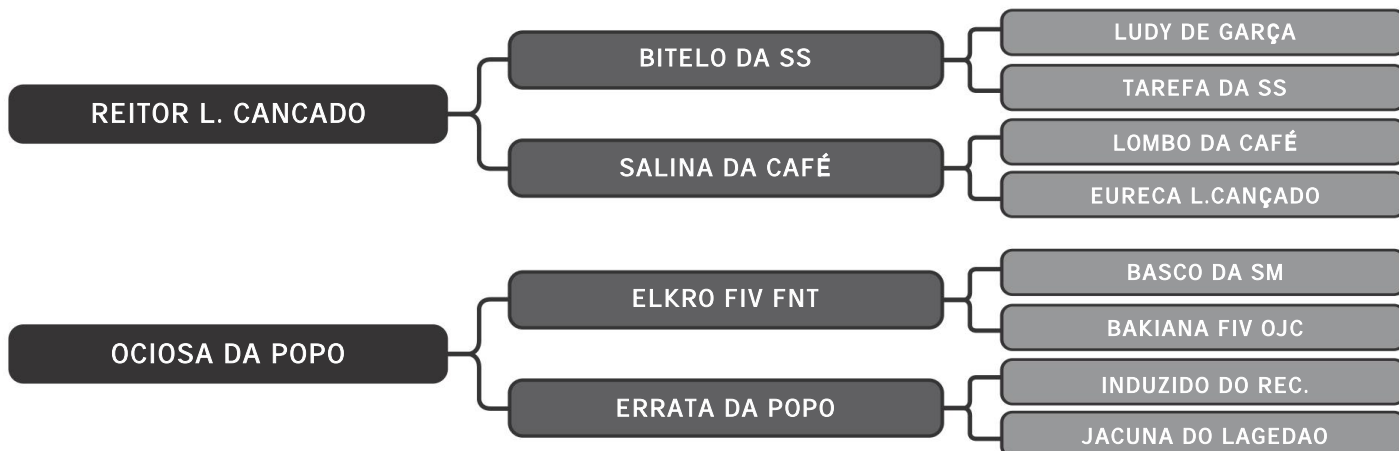 REITOR L. CANCADO
BITELO DA SS
SALINA DA CAFÉ
LUDY DE GARÇA
TAREFA DA SS
LOMBO DA CAFÉ
EURECA L.CANÇADO
OCIOSA DA POPO
ELKRO FIV FNT
ERRATA DA POPO
BASCO DA SM
BAKIANA FIV OJC
INDUZIDO DO REC.
JACUNA DO LAGEDAO